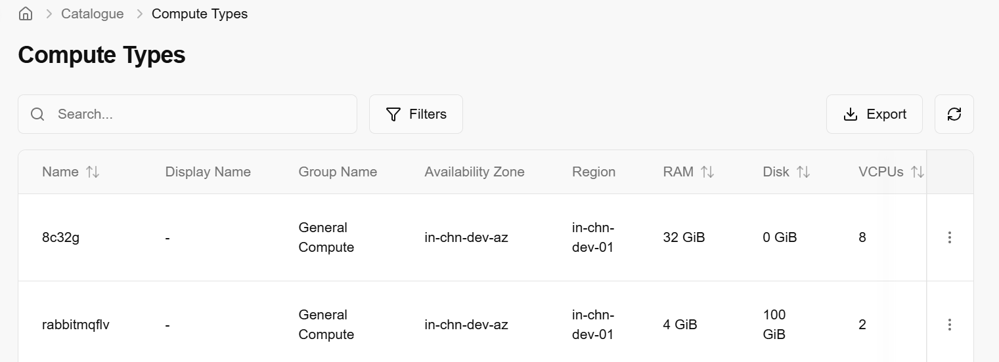 Catalogue Compute Types
Compute Types
Search... Filters Export
Name Display Name Group Name Availability Zone Region RAM Disk VCPUs
8c32g - General Compute in-chn-dev-az in-chn-dev-01 32 GiB 0 GiB 8
rabbitmqflv - General Compute in-chn-dev-az in-chn-dev-01 4 GiB 100 GiB 2